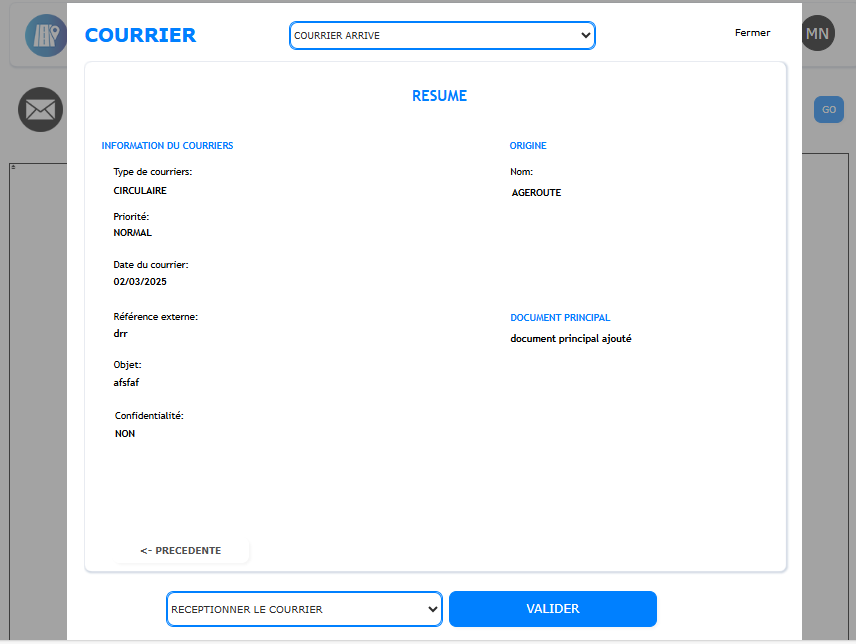 COURRIER
COURRIER ARRIVE
Fermer
MN
GO
RESUME
INFORMATION DU COURRIERS
Type de courriers:
CIRCULAIRE
Priorité:
NORMAL
Date du courrier:
02/03/2025
Référence externe:
drr
Objet:
afsfaf
Confidentialité:
NON
ORIGINE
Nom:
AGEROUTE
DOCUMENT PRINCIPAL
document principal ajouté
<- PRECEDENTE
RECEPTIONNER LE COURRIER
VALIDER